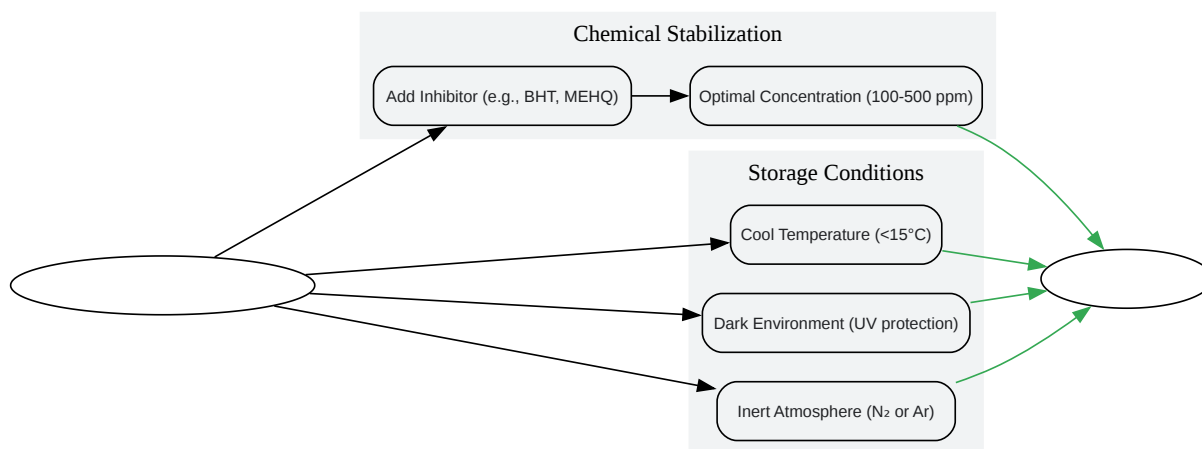 Chemical Stabilization
Add Inhibitor (e.g., BHT, MEHQ)
Optimal Concentration (100-500 ppm)
Storage Conditions
Cool Temperature (<15°C)
Dark Environment (UV protection)
Inert Atmosphere (N₂ or Ar)